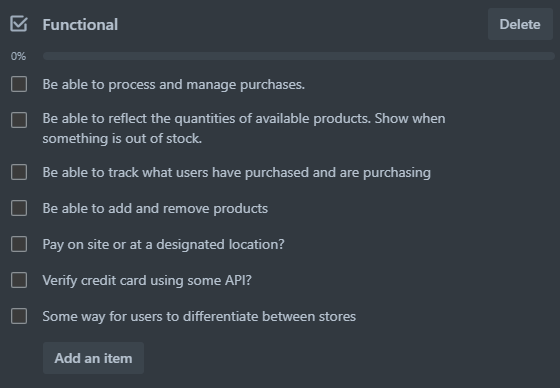 Functional
Delete
0%
Be able to process and manage purchases.
Be able to reflect the quantities of available products. Show when
something is out of stock.
Be able to track what users have purchased and are purchasing
Be able to add and remove products
Pay on site or at a designated location?
Verify credit card using some API?
Some way for users to differentiate between stores
Add an item